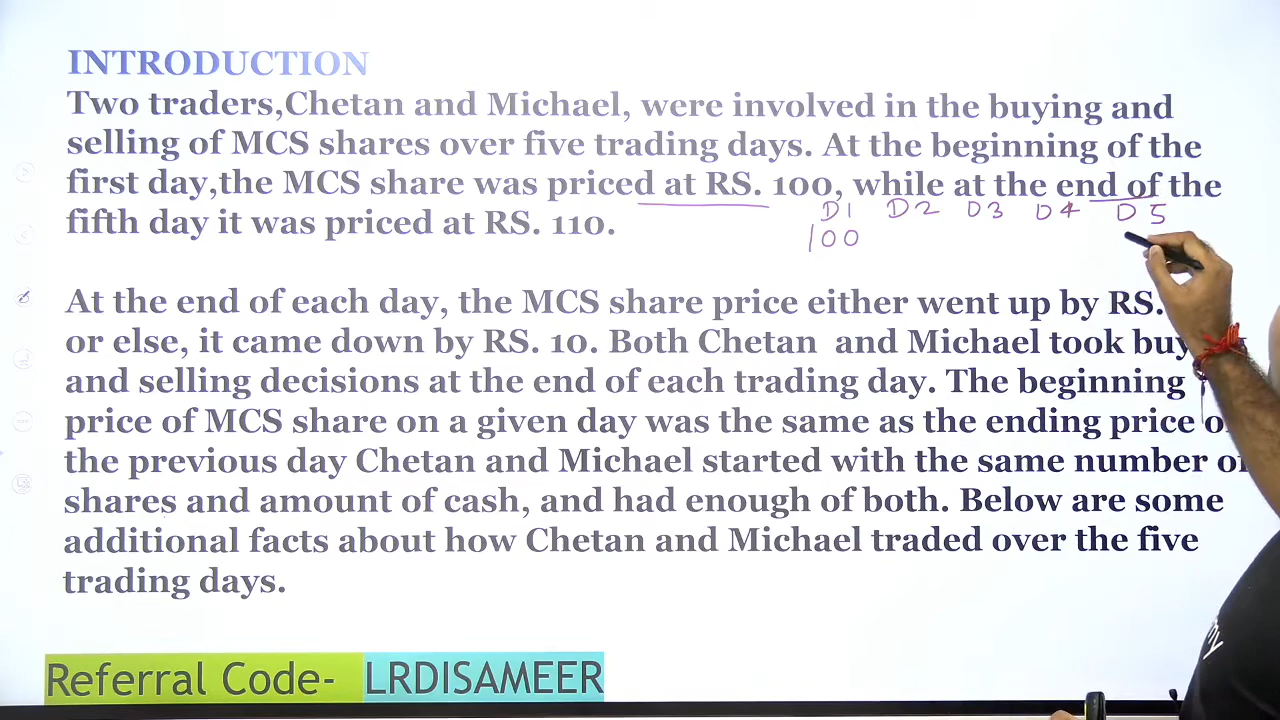 INTRODUCTION
Two traders,Chetan and Michael, were involved in the buying and
selling of MCS shares over five trading days. At the beginning of the
first day,the MCS share was priced at RS. 100, while at the end of the
fifth day it was priced at RS. 110.
D1 D2 D3 D4 D5
100
At the end of each day, the MCS share price either went up by RS.
or else, it came down by RS. 10. Both Chetan and Michael took buy
and selling decisions at the end of each trading day. The beginning
price of MCS share on a given day was the same as the ending price
the previous day Chetan and Michael started with the same number
shares and amount of cash, and had enough of both. Below are some
additional facts about how Chetan and Michael traded over the five
trading days.
Referral Code- LRDISAMEER